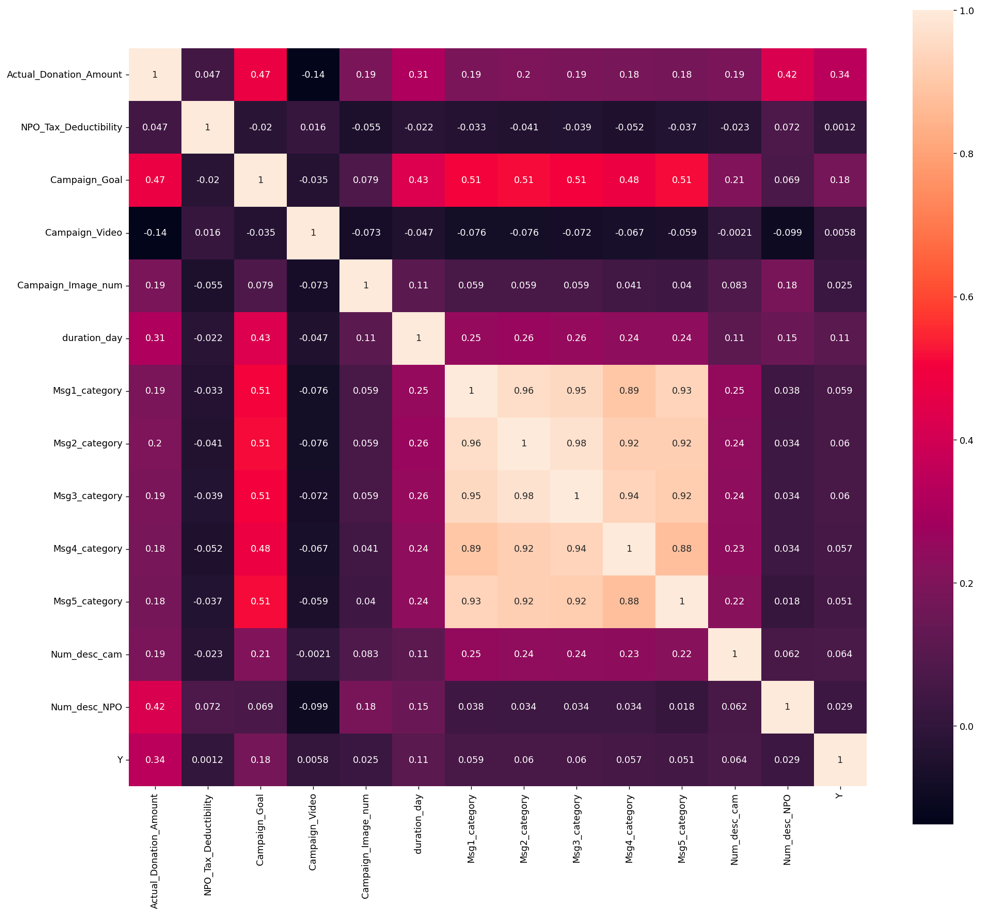 1.0
Actual_Donation_Amount 1 0.047 0.47 -0.14 0.19 0.31 0.19 0.2 0.19 0.18 0.18 0.19 0.42 0.34
NPO_Tax_Deductibility 0.047 1 -0.02 0.016 -0.055 -0.022 -0.033 -0.041 -0.039 -0.052 -0.037 -0.023 0.072 0.0012
0.8
Campaign_Goal 0.47 -0.02 1 -0.035 0.079 0.43 0.51 0.51 0.51 0.48 0.51 0.21 0.069 0.18
Campaign_Video -0.14 0.016 -0.035 1 -0.073 -0.047 -0.076 -0.076 -0.072 -0.067 -0.059 -0.0021 -0.099 0.0058
Campaign_Image_num 0.19 -0.055 0.079 -0.073 1 0.11 0.059 0.059 0.059 0.041 0.04 0.083 0.18 0.025
0.6
duration_day 0.31 -0.022 0.43 -0.047 0.11 1 0.25 0.26 0.26 0.24 0.24 0.11 0.15 0.11
Msg1_category 0.19 -0.033 0.51 -0.076 0.059 0.25 1 0.96 0.95 0.89 0.93 0.25 0.038 0.059
0.4
Msg2_category 0.2 -0.041 0.51 -0.076 0.059 0.26 0.96 1 0.98 0.92 0.92 0.24 0.034 0.06
Msg3_category 0.19 -0.039 0.51 -0.072 0.059 0.26 0.95 0.98 1 0.94 0.92 0.24 0.034 0.06
Msg4_category 0.18 -0.052 0.48 -0.067 0.041 0.24 0.89 0.92 0.94 1 0.88 0.23 0.034 0.057
0.2
Msg5_category 0.18 -0.037 0.51 -0.059 0.04 0.24 0.93 0.92 0.92 0.88 1 0.22 0.018 0.051
Num_desc_cam 0.19 -0.023 0.21 -0.0021 0.083 0.11 0.25 0.24 0.24 0.23 0.22 1 0.062 0.064
Num_desc_NPO 0.42 0.072 0.069 -0.099 0.18 0.15 0.038 0.034 0.034 0.034 0.018 0.062 1 0.029
0.0
Y 0.34 0.0012 0.18 0.0058 0.025 0.11 0.059 0.06 0.06 0.057 0.051 0.064 0.029 1
Actual_Donation_Amount
NPO_Tax_Deductibility
Campaign_Goal
Campaign_Video
Campaign_Image_num
duration_day
Msg1_category
Msg2_category
Msg3_category
Msg4_category
Msg5_category
Num_desc_cam
Num_desc_NPO
Y